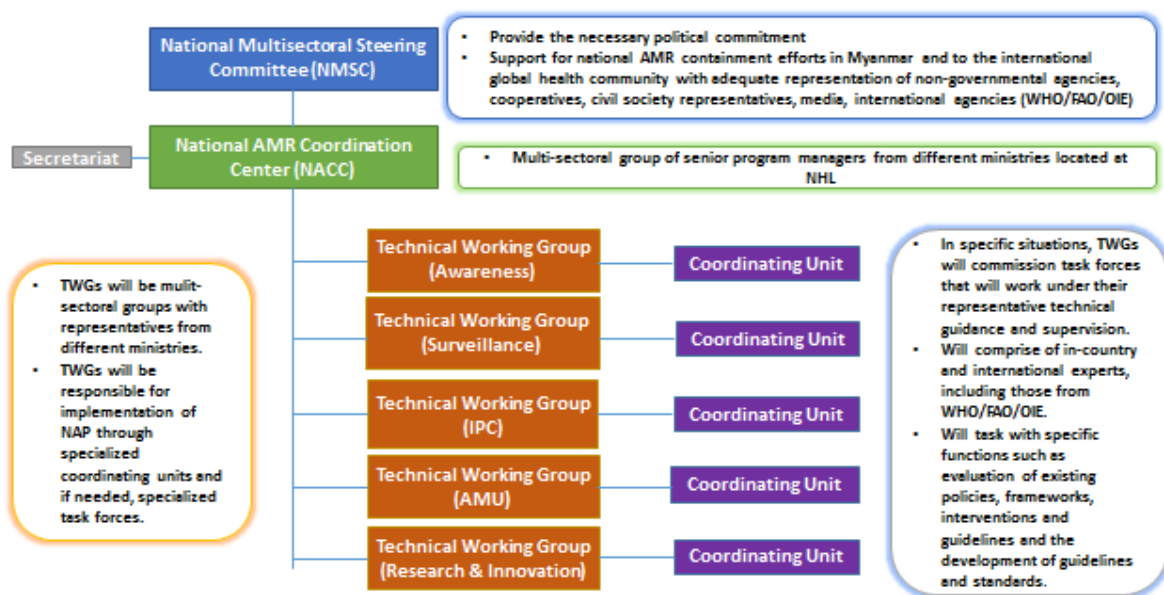 National Multisectoral Steering
Committee (NMSC)
• Provide the necessary political commitment
• Support for national AMR containment efforts in Myanmar and to the international
global health community with adequate representation of non-governmental agencies,
cooperatives, civil society representatives, media, international agencies (WHO/FAO/OIE)
Secretariat
National AMR Coordination
Center (NACC)
• Multi-sectoral group of senior program managers from different ministries located at
NHL
• TWGs will be mulit-
sectoral groups with
representatives from
different ministries.
• TWGs will be
responsible for
implementation of
NAP through
specialized
coordinating units and
if needed, specialized
task forces.
Technical Working Group
(Awareness)
Coordinating Unit
Technical Working Group
(Surveillance)
Coordinating Unit
Technical Working Group
(IPC)
Coordinating Unit
Technical Working Group
(AMU)
Coordinating Unit
Technical Working Group
(Research & Innovation)
Coordinating Unit
• In specific situations, TWGs
will commission task forces
that will work under their
representative technical
guidance and supervision.
• Will comprise of in-country
and international experts,
including those from
WHO/FAO/OIE.
• Will task with specific
functions such as
evaluation of existing
policies, frameworks,
interventions and
guidelines and the
development of guidelines
and standards.